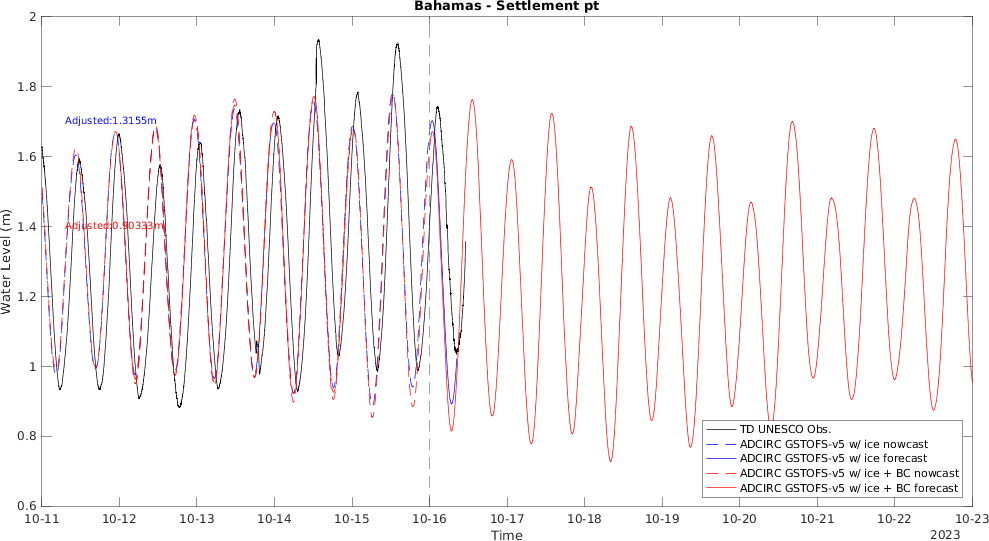 Bahamas - Settlement pt
Water Level (m)
2
1.8
1.6
1.4
1.2
1
0.8
0.6
Adjusted:1.3155m
Adjusted:0.90333m
TD UNESCO Obs.
ADCIRC GSTOFS-v5 w/ ice nowcast
ADCIRC GSTOFS-v5 w/ ice forecast
ADCIRC GSTOFS-v5 w/ ice + BC nowcast
ADCIRC GSTOFS-v5 w/ ice + BC forecast
10-11 10-12 10-13 10-14 10-15 10-16 10-17 10-18 10-19 10-20 10-21 10-22 10-23
Time
2023